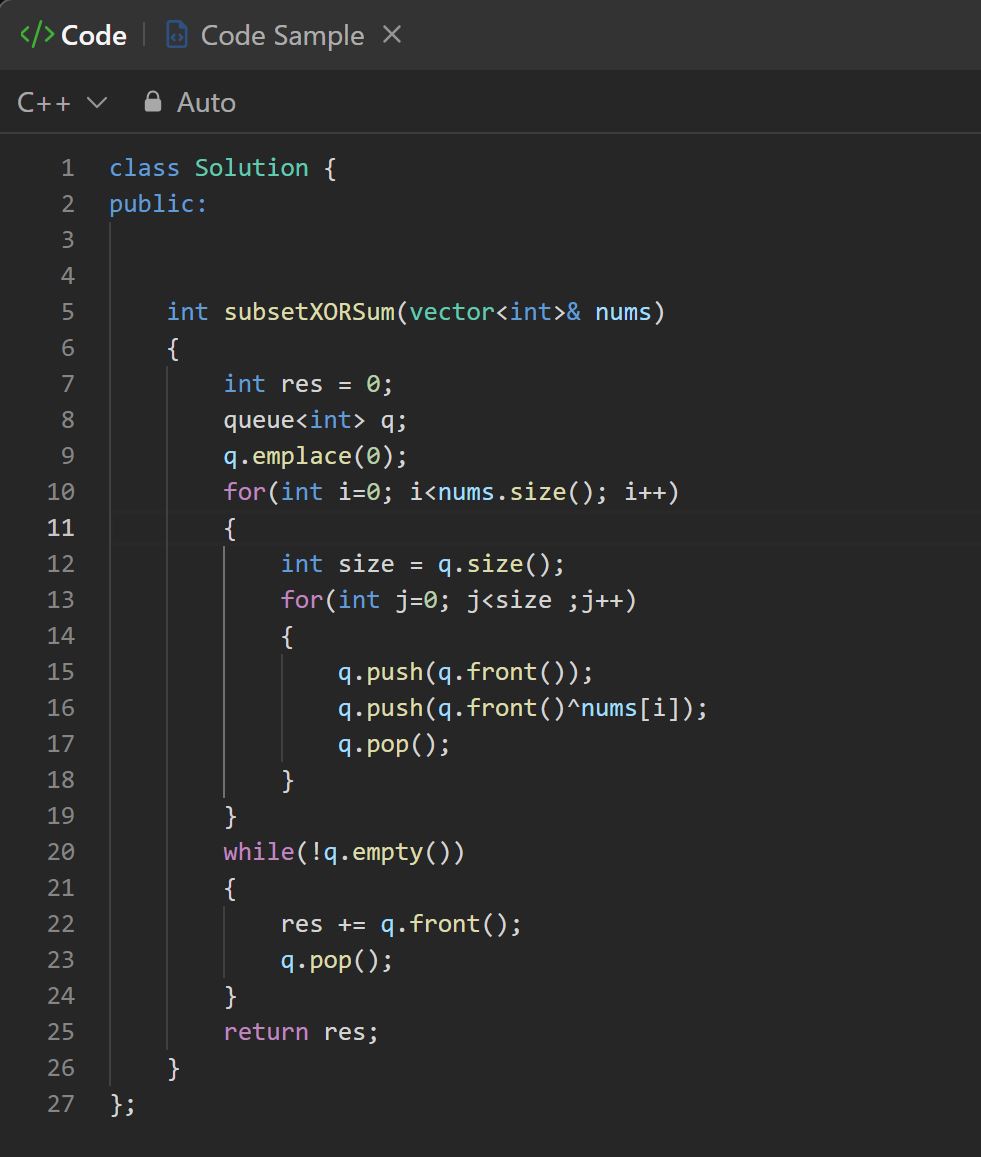 </> Code | Code Sample ×
C++ Auto
1 class Solution {
2 public:
3
4
5     int subsetXORSum(vector<int>& nums)
6     {
7         int res = 0;
8         queue<int> q;
9         q.emplace(0);
10         for(int i=0; i<nums.size(); i++)
11         {
12             int size = q.size();
13             for(int j=0; j<size ;j++)
14             {
15                 q.push(q.front());
16                 q.push(q.front()^nums[i]);
17                 q.pop();
18             }
19         }
20         while(!q.empty())
21         {
22             res += q.front();
23             q.pop();
24         }
25         return res;
26     }
27 };